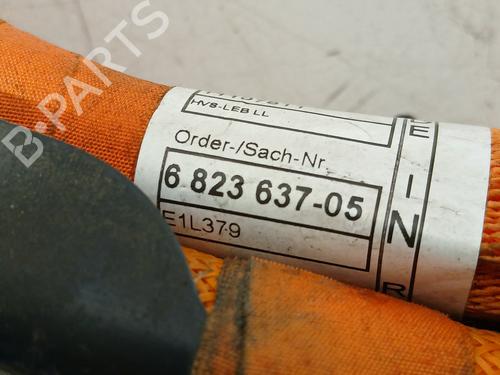 B-PARTS
HVS-LEB LL
Order-/Sach-Nr.
6 823 637-05
E1L379
E
I
N
R